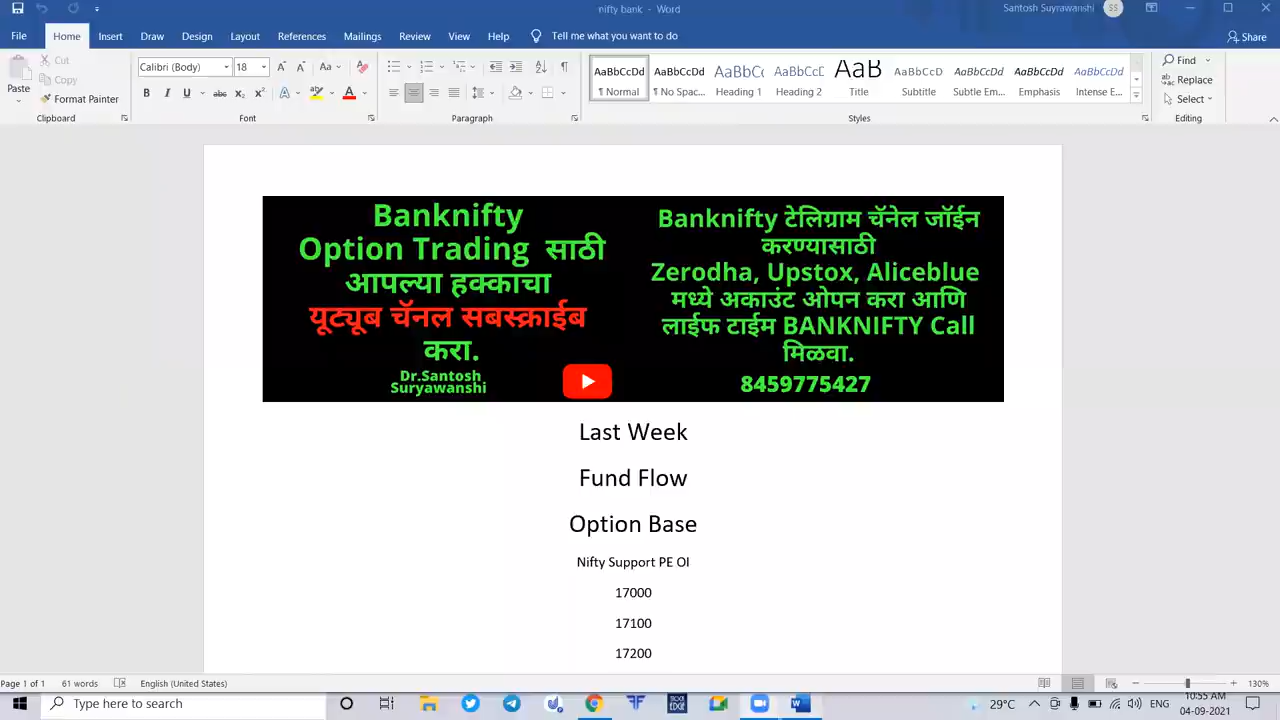 nifty - Word
Santosh Suyrawanshi
SS
File Home Insert Draw Design Layout References Mailings Review View Help Tell me what you want to do
Share
Paste
Cut
Copy
Format Painter
Clipboard
Calibri (Body) 18
Font
Paragraph
AaBbCcDd AaBbCcDd AaBbCc AaBbCcD AaB AaBbCcD AaBbCcDd AaBbCcDd AaBbCcDd
¶ Normal ¶ No Spac... Heading 1 Heading 2 Title Subtitle Subtle Em... Emphasis Intense E...
Styles
Find
Replace
Select
Editing
Banknifty
Option Trading साठी
आपल्या हक्काचा
यूट्यूब चॅनल सबस्क्राईब
करा.
Dr.Santosh
Suryawanshi
Banknifty टेलिग्राम चॅनेल जॉईन
करण्यासाठी
Zerodha, Upstox, Aliceblue
मध्ये अकाउंट ओपन करा आणि
लाईफ टाईम BANKNIFTY Call
मिळवा.
8459775427
Last Week
Fund Flow
Option Base
Nifty Support PE OI
17000
17100
17200
Page 1 of 1 61 words English (United States)
130%
Type here to search
29°C
ENG
10:55 AM
04-09-2021